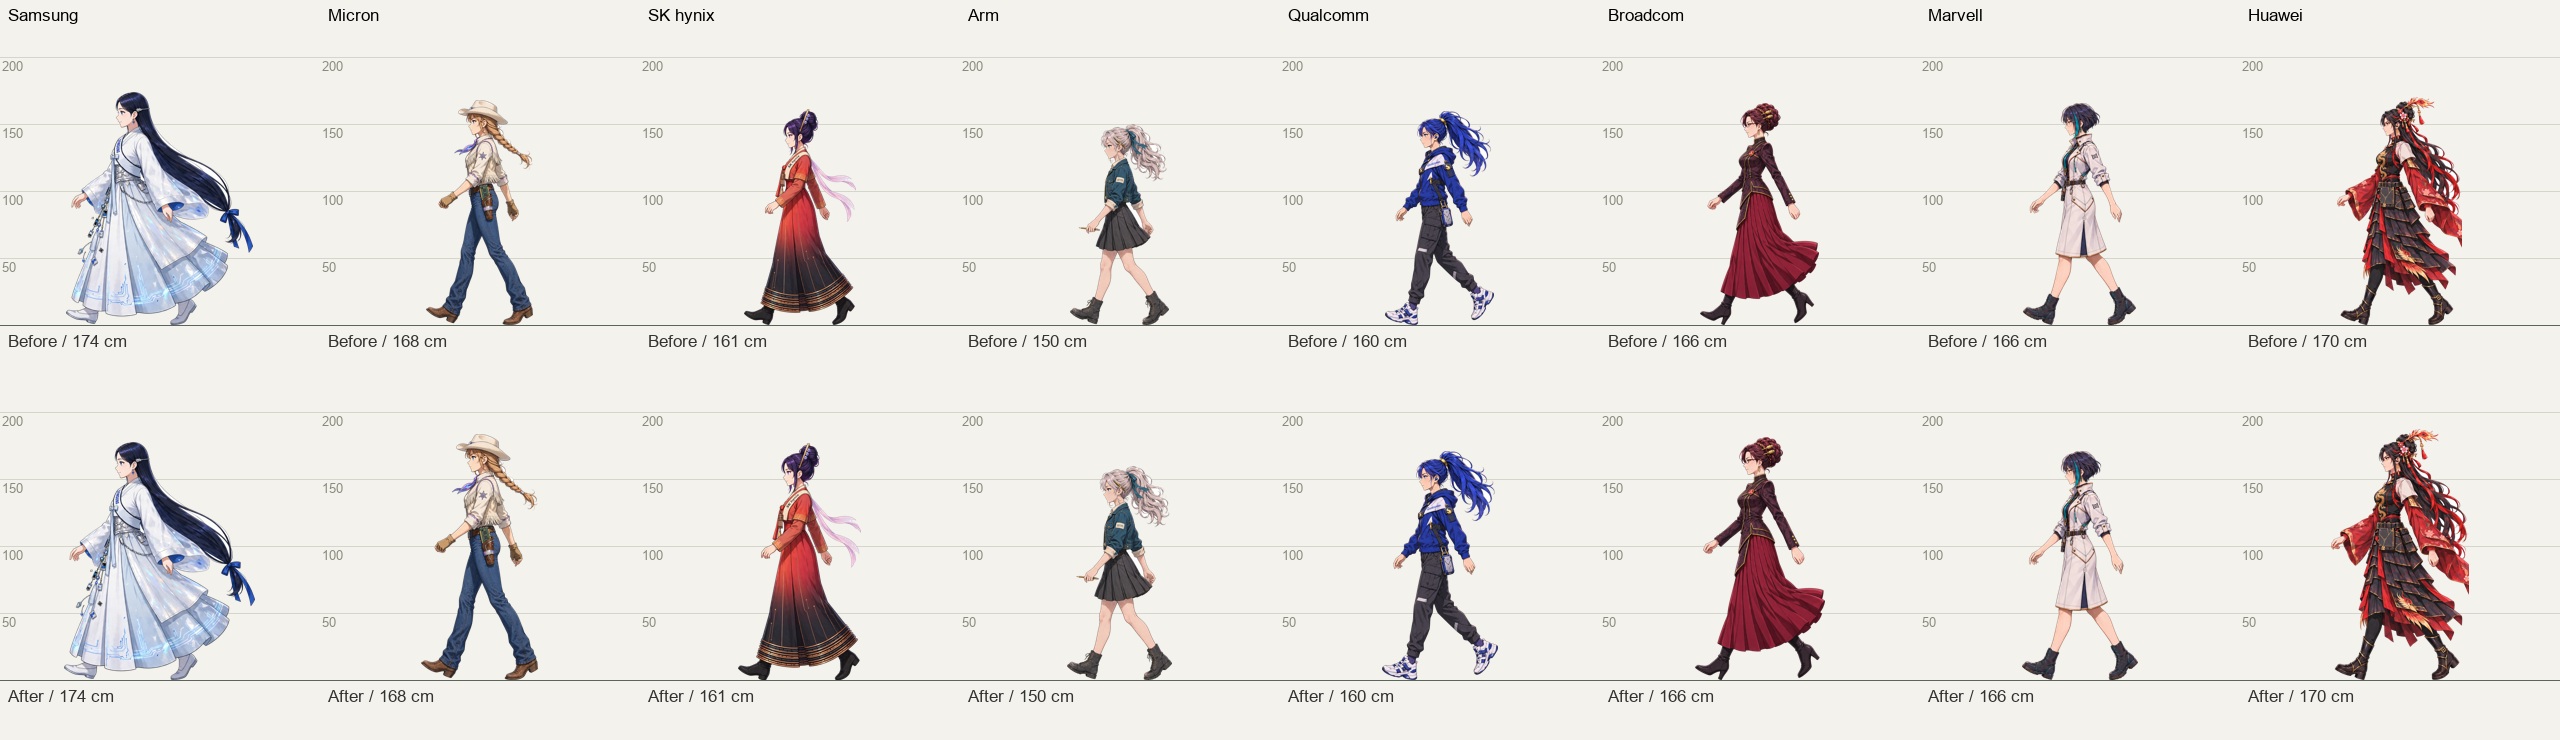 Samsung Micron SK hynix Arm Qualcomm Broadcom Marvell Huawei
200 200 200 200 200 200 200 200
150 150 150 150 150 150 150 150
100 100 100 100 100 100 100 100
50 50 50 50 50 50 50 50
Before / 174 cm Before / 168 cm Before / 161 cm Before / 150 cm Before / 160 cm Before / 166 cm Before / 166 cm Before / 170 cm
200 200 200 200 200 200 200 200
150 150 150 150 150 150 150 150
100 100 100 100 100 100 100 100
50 50 50 50 50 50 50 50
After / 174 cm After / 168 cm After / 161 cm After / 150 cm After / 160 cm After / 166 cm After / 166 cm After / 170 cm